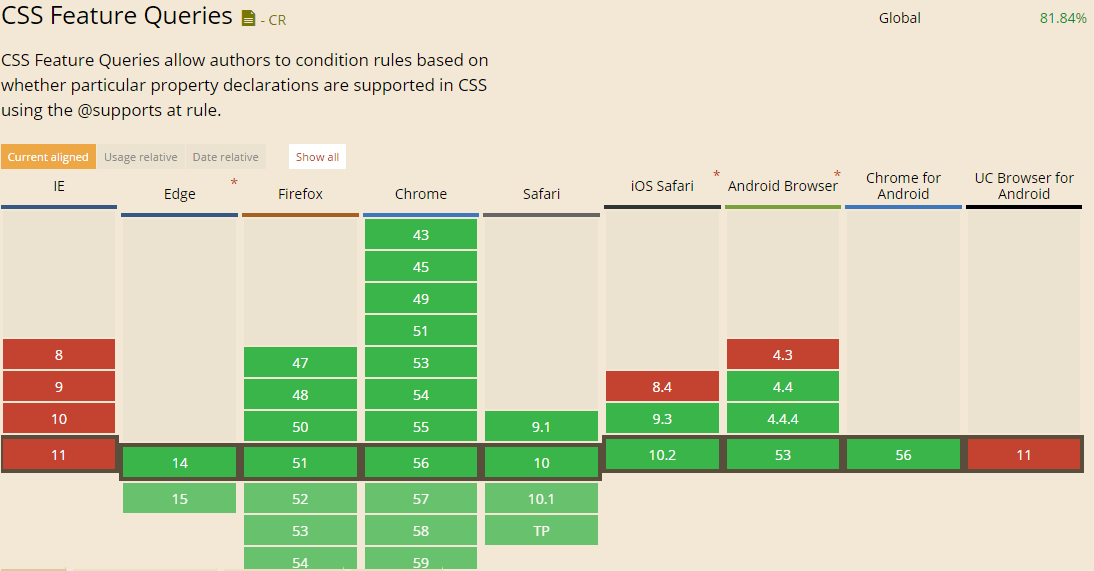 CSS Feature Queries - CR
Global 81.84%
CSS Feature Queries allow authors to condition rules based on
whether particular property declarations are supported in CSS
using the @supports at rule.
Current aligned Usage relative Date relative Show all
IE Edge * Firefox Chrome Safari iOS Safari * Android Browser * Chrome for Android UC Browser for Android
43
45
49
51
8 47 53 4.3
9 48 54 8.4 4.4
10 50 55 9.1 9.3 4.4.4
11 14 51 56 10 10.2 53 56 11
15 52 57 10.1
53 58 TP
54 59